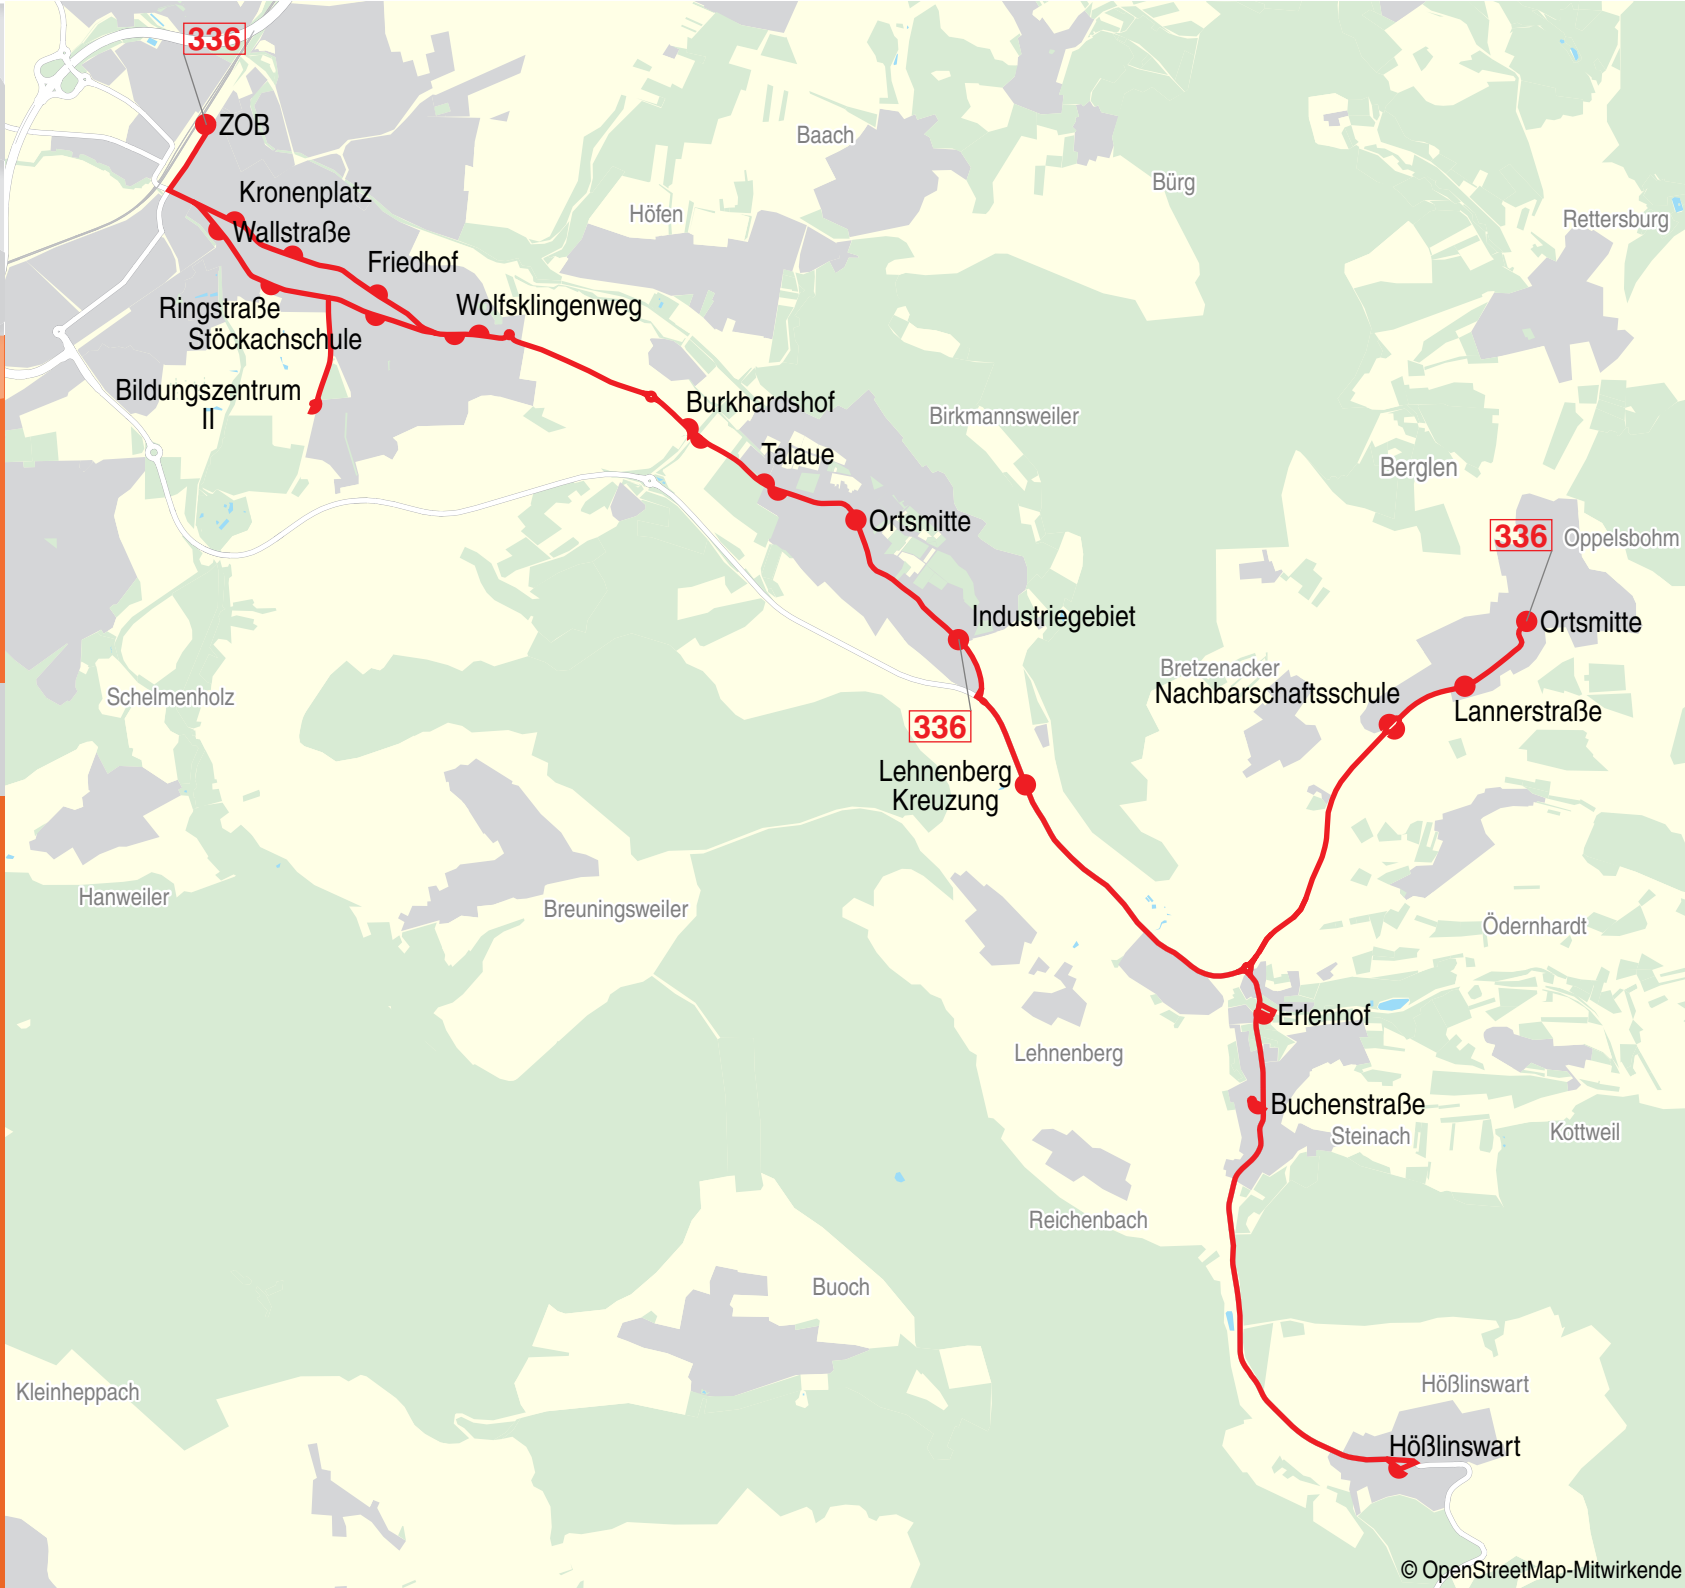 336
ZOB
Baach
Bürg
Kronenplatz
Höfen
Rettersburg
Wallstraße
Friedhof
Ringstraße
Wolfsklingenweg
Stöckachschule
Bildungszentrum
II
Burkhardshof
Birkmannsweiler
Talaue
Berglen
Ortsmitte
336
Oppelsbohm
Industriegebiet
Ortsmitte
Bretzenacker
Nachbarschaftsschule
Schelmenholz
Lannerstraße
336
Lehnenberg
Kreuzung
Hanweiler
Breuningsweiler
Ödernhardt
Erlenhof
Lehnenberg
Buchenstraße
Steinach
Kottweil
Reichenbach
Buoch
Kleinheppach
Hößlinswart
Hößlinswart
© OpenStreetMap-Mitwirkende